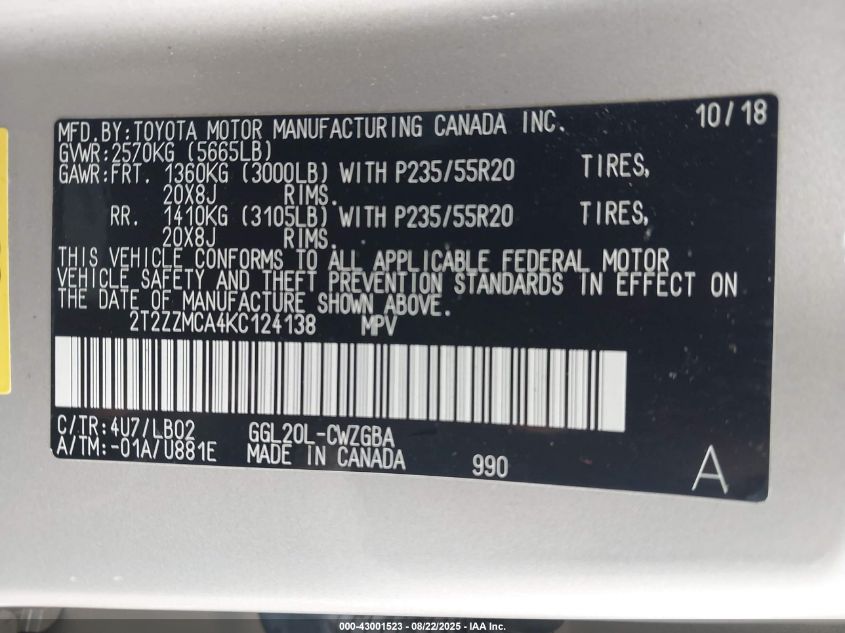 10/18
MFD.BY:TOYOTA MOTOR MANUFACTURING CANADA INC.
GVWR:2570KG (5665LB)
GAWR:FRT. 1360KG (3000LB) WITH P235/55R20 TIRES,
20X8J RIMS.
RR. 1410KG (3105LB) WITH P235/55R20 TIRES,
20X8J RIMS.
THIS VEHICLE CONFORMS TO ALL APPLICABLE FEDERAL MOTOR
VEHICLE SAFETY AND THEFT PREVENTION STANDARDS IN EFFECT ON
THE DATE OF MANUFACTURE SHOWN ABOVE.
2T2ZZMCA4KC124138 MPV
C/TR:4U7/LB02 GGL20L-CWZGBA
A/TM:-01A/U881E MADE IN CANADA 990
A
000-43001523 - 08/22/2025 - IAA Inc.